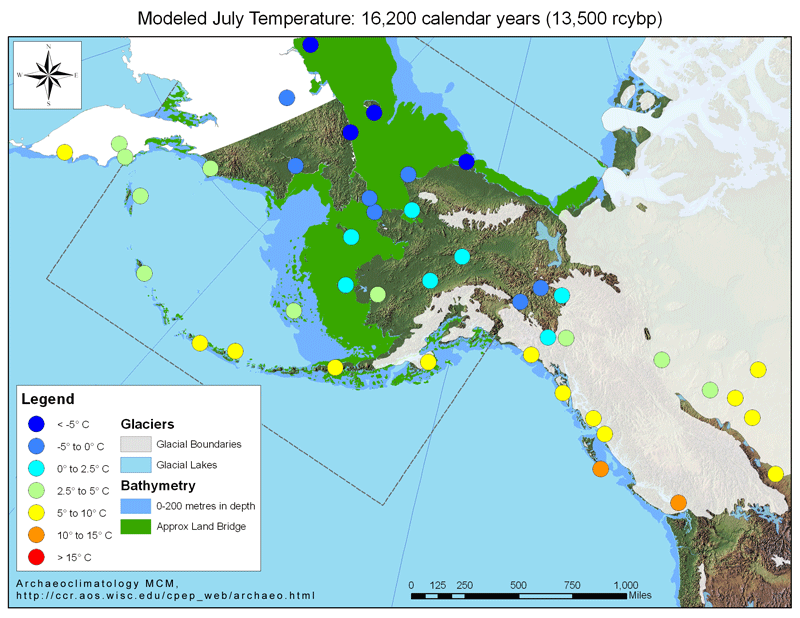 Modeled July Temperature: 16,200 calendar years (13,500 rcybp)
N
W
E
S
Legend
< -5° C
-5° to 0° C
0° to 2.5° C
2.5° to 5° C
5° to 10° C
10° to 15° C
> 15° C
Glaciers
Glacial Boundaries
Glacial Lakes
Bathymetry
0-200 metres in depth
Approx Land Bridge
Archaeoclimatology MCM,
http://ccr.aos.wisc.edu/cpep_web/archaeo.html
0 125 250 500 750 1,000
Miles